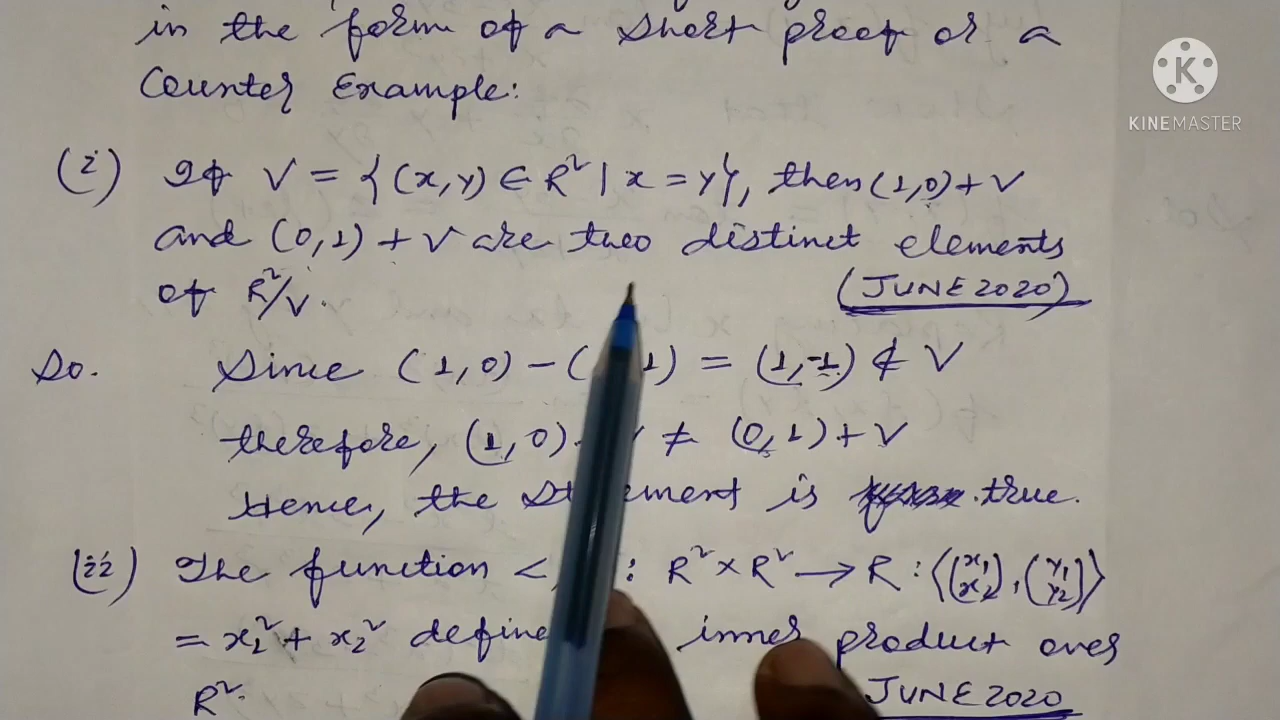 in the form of a short proof or a
Counter Example:
KINEMASTER
(i) If V = {(x,y) ∈ R² | x = y}, then (1,0) + V
and (0,1) + V are two distinct elements
of R²/V.
(JUNE 2020)
So. Since (1,0) - ( 1) = (1,-1) ∉ V
therefore, (1,0) ≠ (0,1) + V
Hence, the is true.
(ii) The function < , : R² × R² → R : ⟨(x₁ x₂), (y₁ y₂)⟩
= x₁² + x₂² define inner product over
R².
JUNE 2020